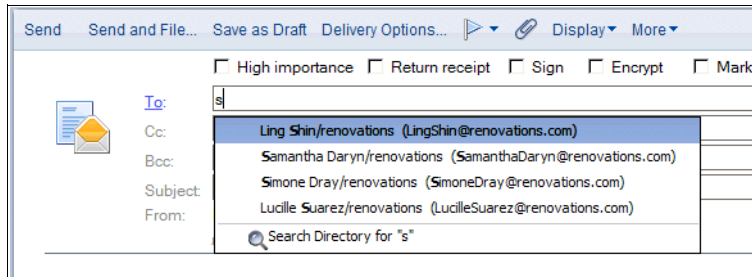 Send Send and File... Save as Draft Delivery Options... Display More
High importance Return receipt Sign Encrypt Mark
To: s
Ling Shin/renovations (LingShin@renovations.com)
Cc:
Samantha Daryn/renovations (SamanthaDaryn@renovations.com)
Bcc:
Simone Dray/renovations (SimoneDray@renovations.com)
Subject:
Lucille Suarez/renovations (LucilleSuarez@renovations.com)
From:
Search Directory for "s"